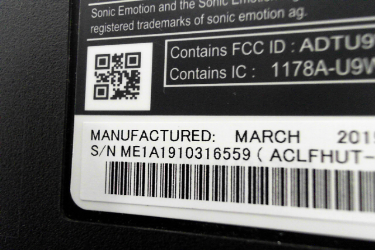 Sonic Emotion and the Sonic Emotion
registered trademarks of sonic emotion ag.
Contains FCC ID : ADTU9
Contains IC : 1178A-U9W
MANUFACTURED: MARCH 201
S/N ME1A1910316559 ( ACLFHUT-